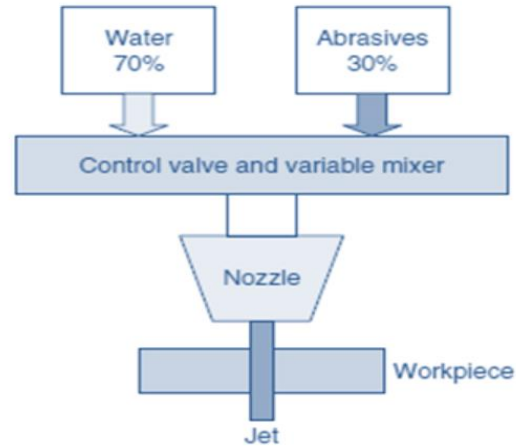 Water
70%
Abrasives
30%
Control valve and variable mixer
Nozzle
Workpiece
Jet